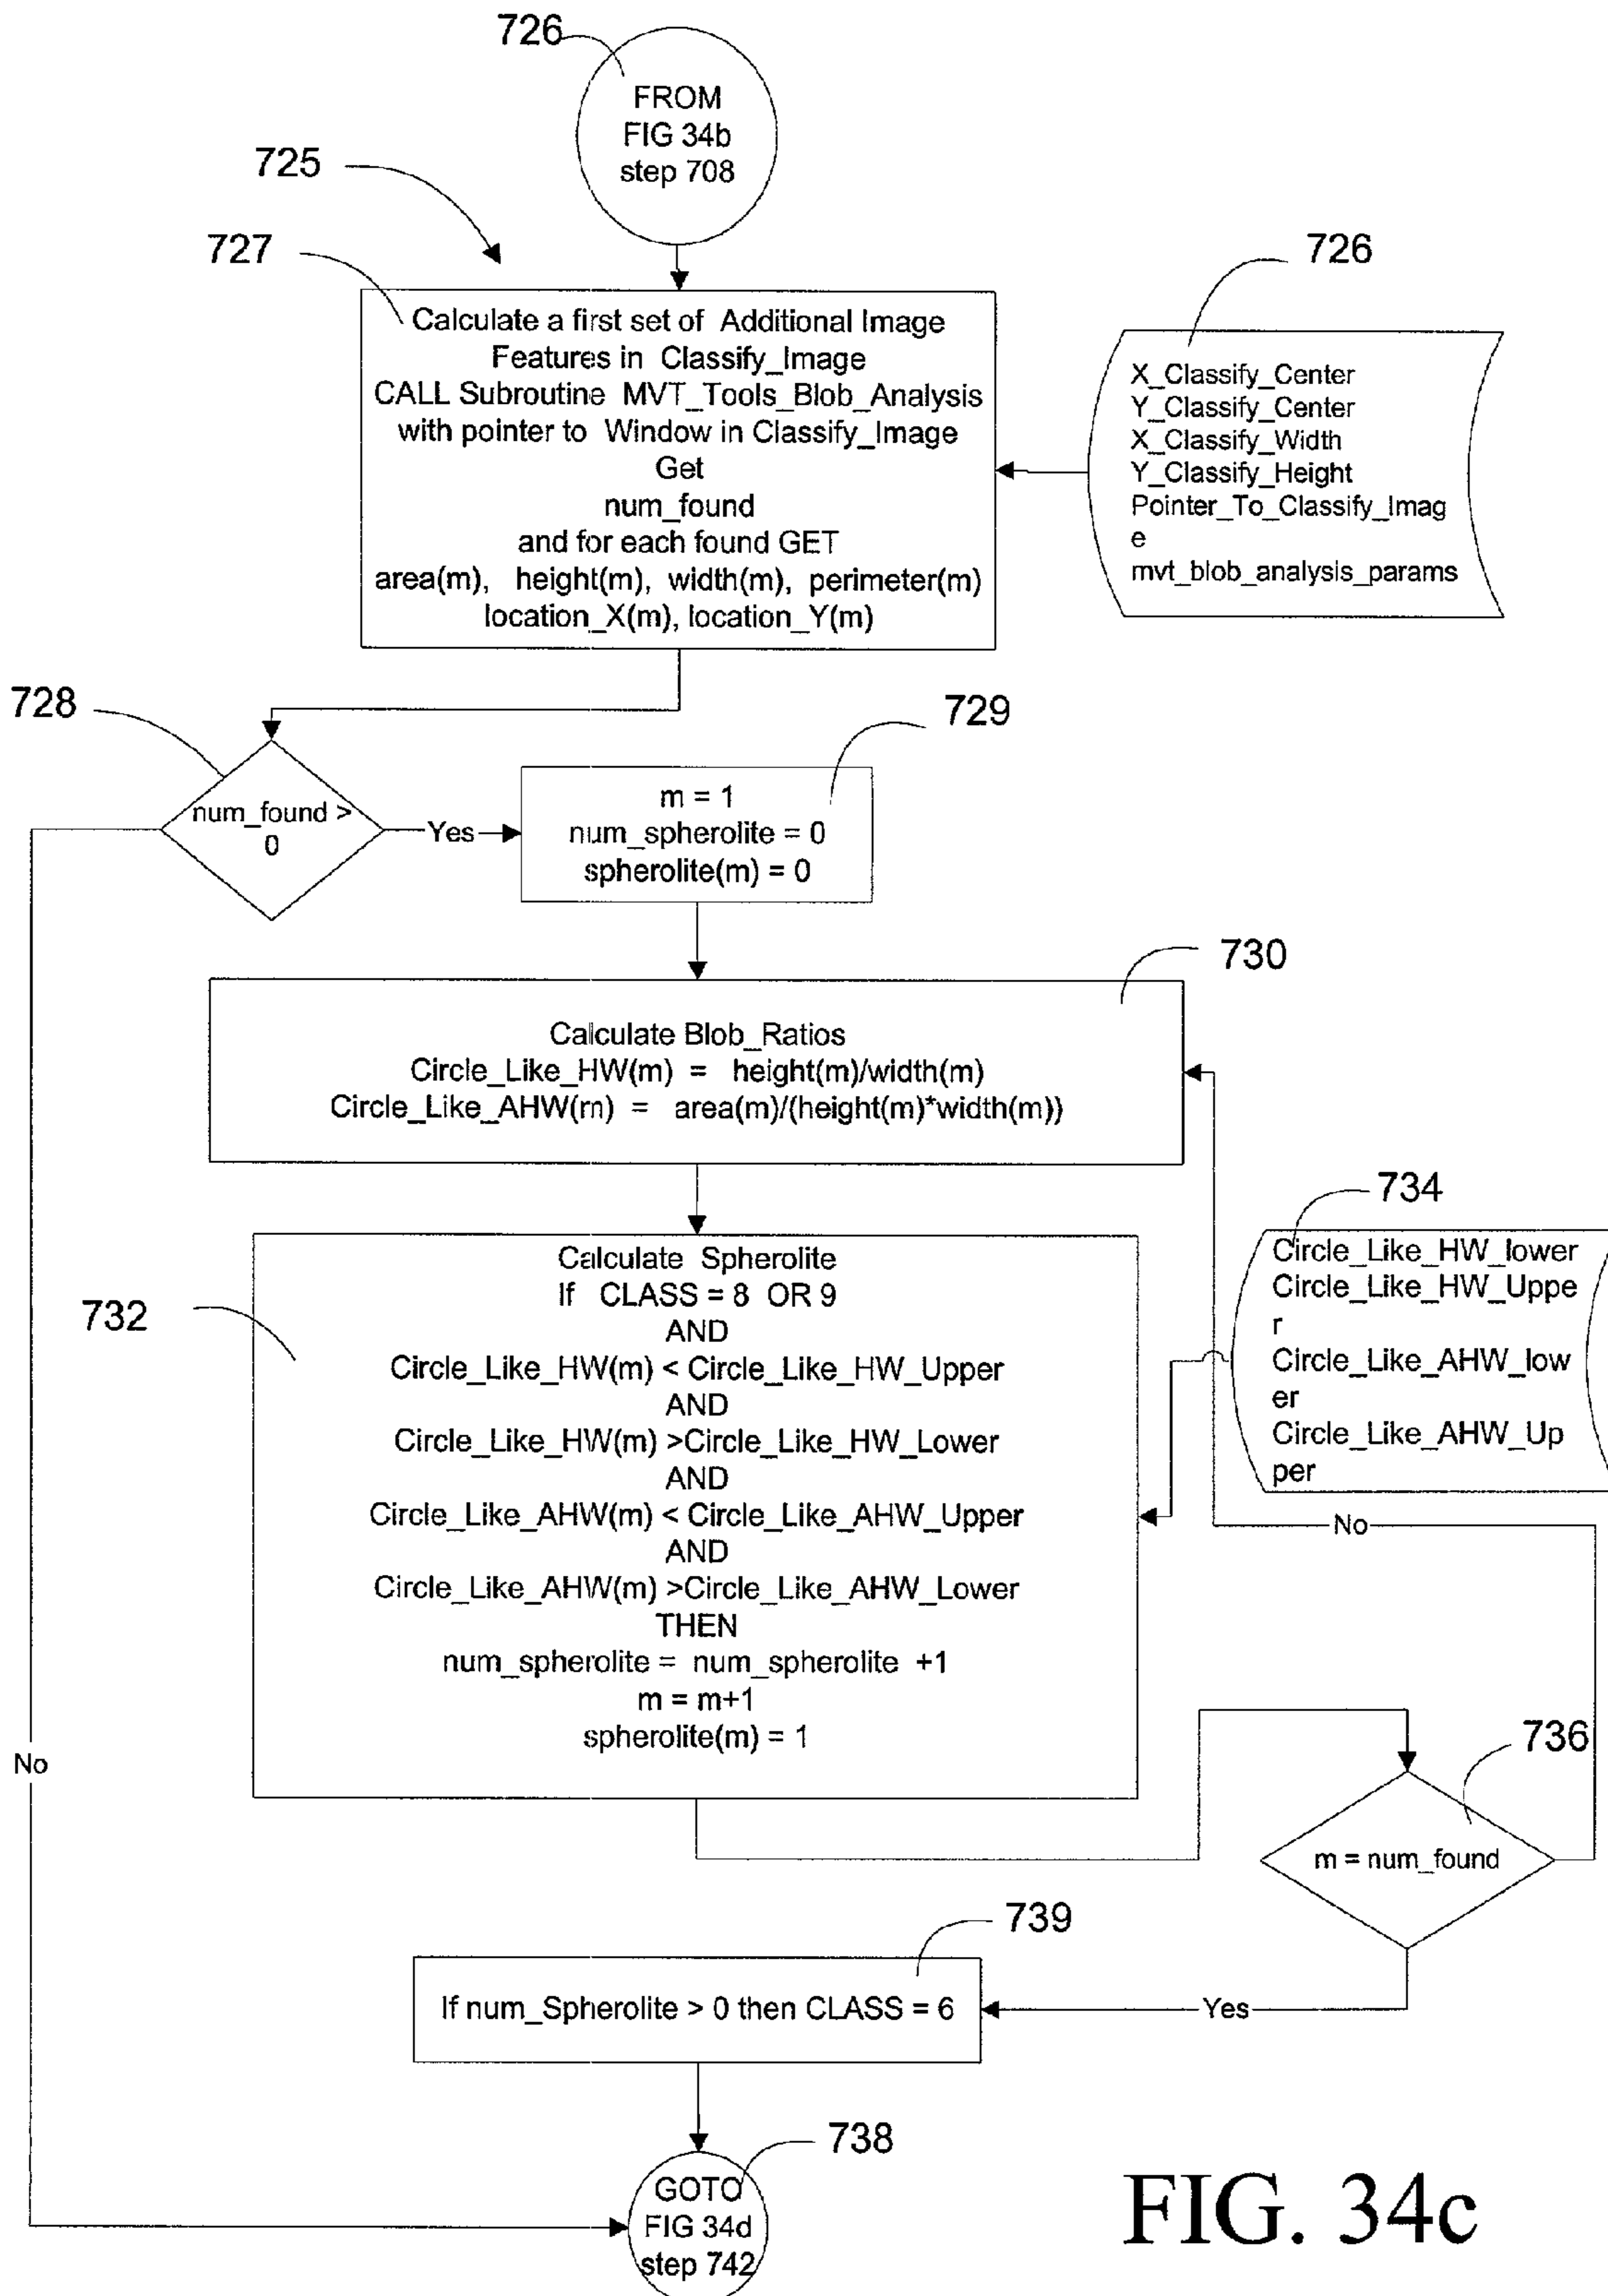 726
FROM
FIG 34b
step 708
725
727
Calculate a first set of Additional Image
Features in Classify_Image
CALL Subroutine MVT_Tools_Blob_Analysis
with pointer to Window in Classify_Image
Get
num_found
and for each found GET
area(m), height(m), width(m), perimeter(m)
location_X(m), location_Y(m)
726
X_Classify_Center
Y_Classify_Center
X_Classify_Width
Y_Classify_Height
Pointer_To_Classify_Imag
e
mvt_blob_analysis_params
728
num_found >
0
Yes
729
m = 1
num_spherolite = 0
spherolite(m) = 0
730
Calculate Blob_Ratios
Circle_Like_HW(m) = height(m)/width(m)
Circle_Like_AHW(m) = area(m)/(height(m)*width(m))
732
Calculate Spherolite
If CLASS = 8 OR 9
AND
Circle_Like_HW(m) < Circle_Like_HW_Upper
AND
Circle_Like_HW(m) >Circle_Like_HW_Lower
AND
Circle_Like_AHW(m) < Circle_Like_AHW_Upper
AND
Circle_Like_AHW(m) >Circle_Like_AHW_Lower
THEN
num_spherolite = num_spherolite +1
m = m+1
spherolite(m) = 1
734
Circle_Like_HW_lower
Circle_Like_HW_Uppe
r
Circle_Like_AHW_low
er
Circle_Like_AHW_Up
per
No
736
m = num_found
No
Yes
739
If num_Spherolite > 0 then CLASS = 6
738
GOTO
FIG 34d
step 742
FIG. 34c